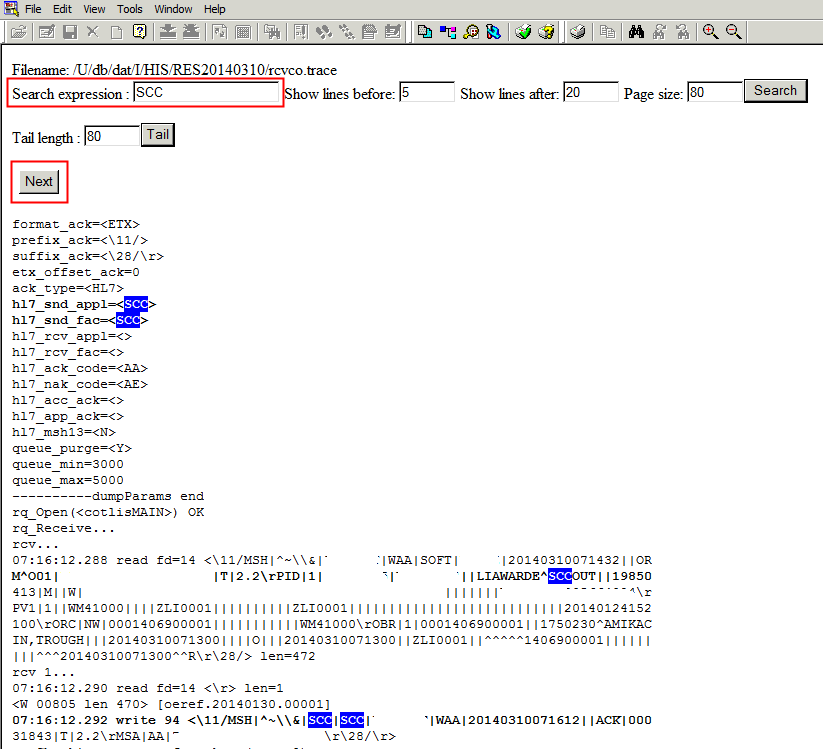 File Edit View Tools Window Help
Filename: /U/db/dat/I/HIS/RES20140310/rcvco.trace
Search expression : SCC Show lines before: 5 Show lines after: 20 Page size: 80 Search
Tail length : 80 Tail
Next
format_ack=<ETX>
prefix_ack=<\11/>
suffix_ack=<\28/\r>
etx_offset_ack=0
ack_type=<HL7>
hl7_snd_appl=<SCC>
hl7_snd_fac=<SCC>
hl7_rcv_appl=<>
hl7_rcv_fac=<>
hl7_ack_code=<AA>
hl7_nak_code=<AE>
hl7_acc_ack=<>
hl7_app_ack=<>
hl7_msh13=<N>
queue_purge=<Y>
queue_min=3000
queue_max=5000
----------dumpParams end
rq_Open(<cotlisMAIN>) OK
rq_Receive...
rcv...
07:16:12.288 read fd=14 <\11/MSH|^~\\&| |WAA|SOFT| |20140310071432||OR
M^O01| |T|2.2\rPID|1| | ||LIAWARDE^SCCOUT||19850
413|M||W| ||||||| ^\r
PV1|1||WM41000||||ZLI0001||||||||||ZLI0001||||||||||||||||||||||||||||20140124152
100\rORC|NW|0001406900001||||||||||||WM41000\rOBR|1|0001406900001||1750230^AMIKAC
IN,TROUGH|||20140310071300||||O|||20140310071300||ZLI0001||^^^^^1406900001||||||
|||^^^20140310071300^^R\r\28/> len=472
rcv 1...
07:16:12.290 read fd=14 <\r> len=1
<W 00805 len 470> [oeref.20140130.00001]
07:16:12.292 write 94 <\11/MSH|^~\\&|SCC|SCC| |WAA|20140310071612||ACK|000
31843|T|2.2\rMSA|AA| \r\28/\r>